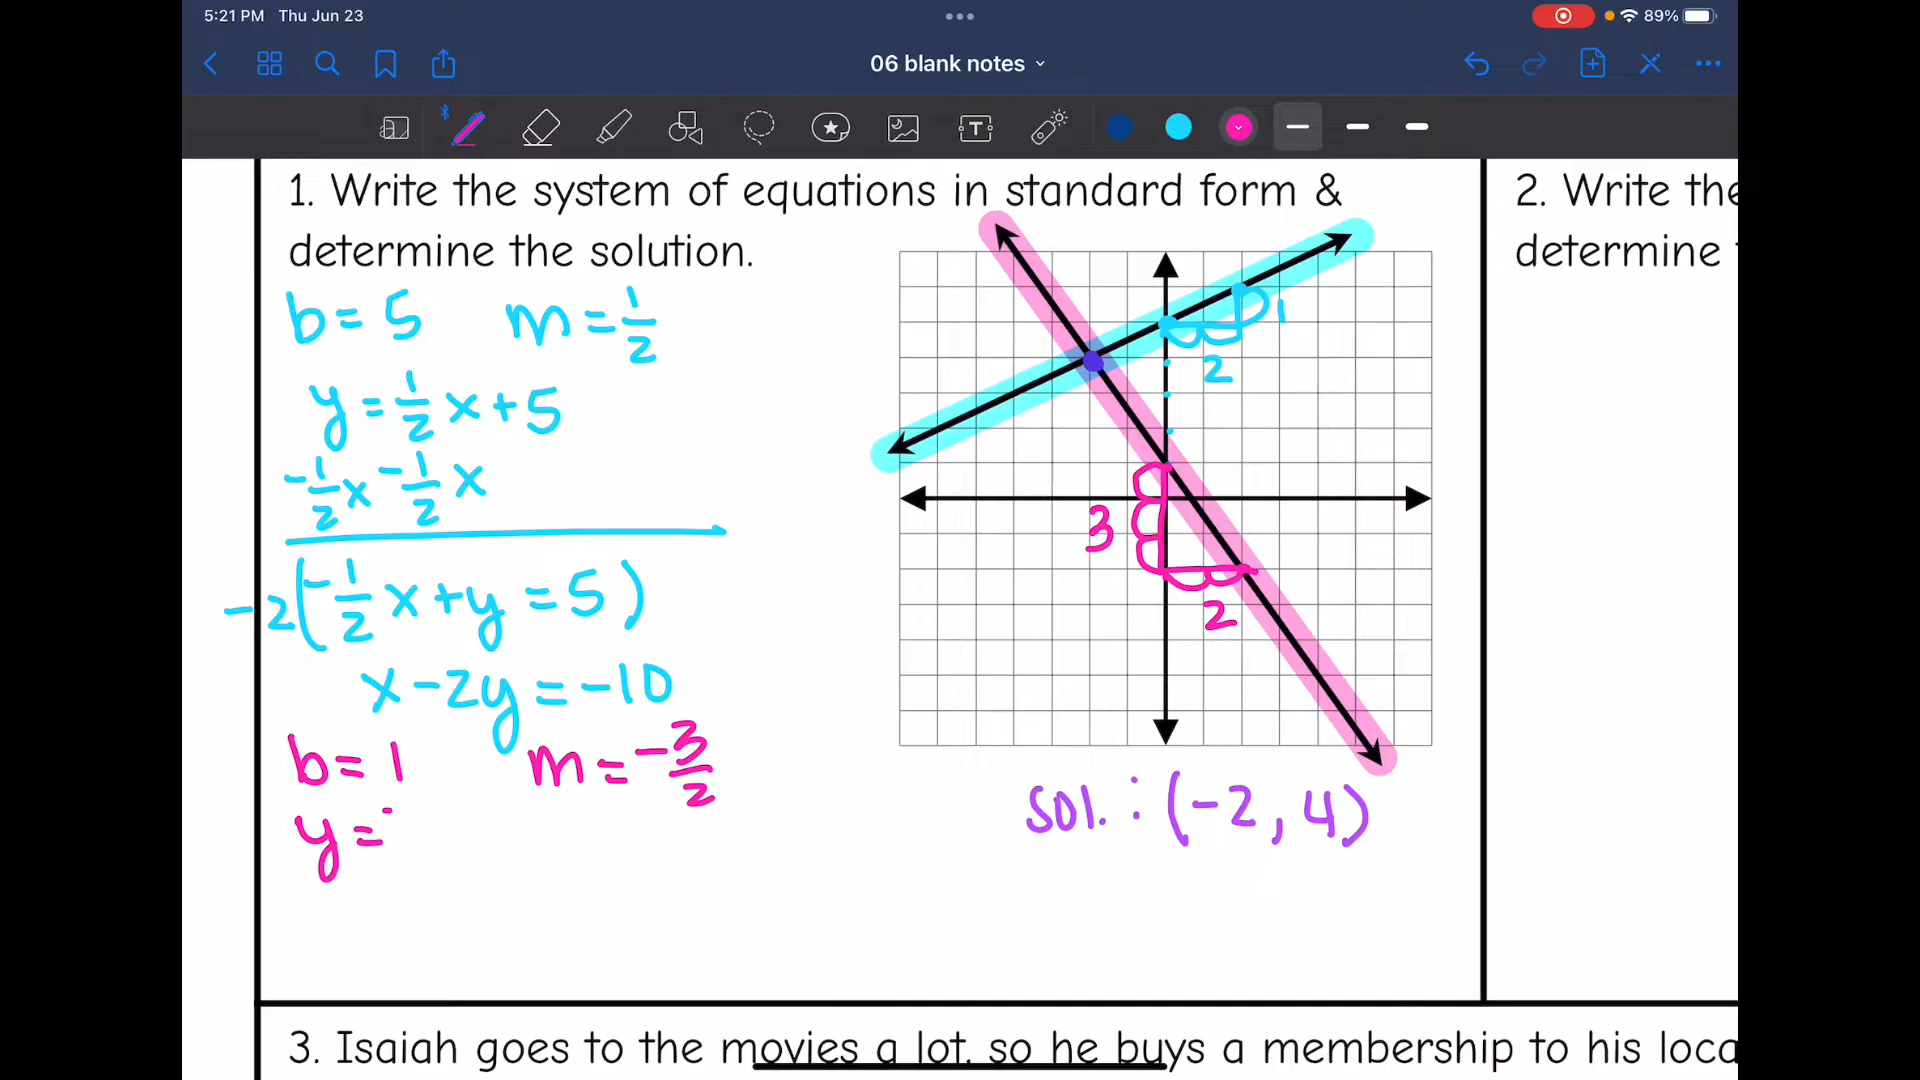 5:21 PM Thu Jun 23
89%
06 blank notes
T
1. Write the system of equations in standard form &
determine the solution.
b = 5 m = 1/2
y = 1/2 x + 5
-1/2 x -1/2 x
-2(-1/2 x + y = 5)
x - 2y = -10
b = 1 m = -3/2
y = -
1
2
3
2
sol. : (-2, 4)
2. Write the
determine
3. Isaiah goes to the movies a lot, so he buys a membership to his loca